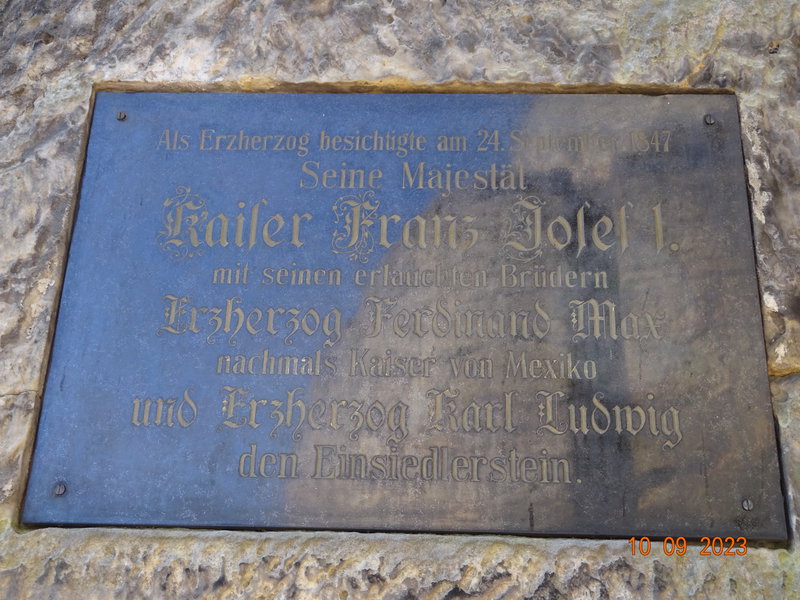 Als Erzherzog besichtigte am 24. September 1847
Seine Majestät
Kaiser Franz Josef I.
mit seinen erlauchten Brüdern
Erzherzog Ferdinand Max
nachmals Kaiser von Mexiko
und Erzherzog Karl Ludwig
den Einsiedlerstein.
10 09 2023